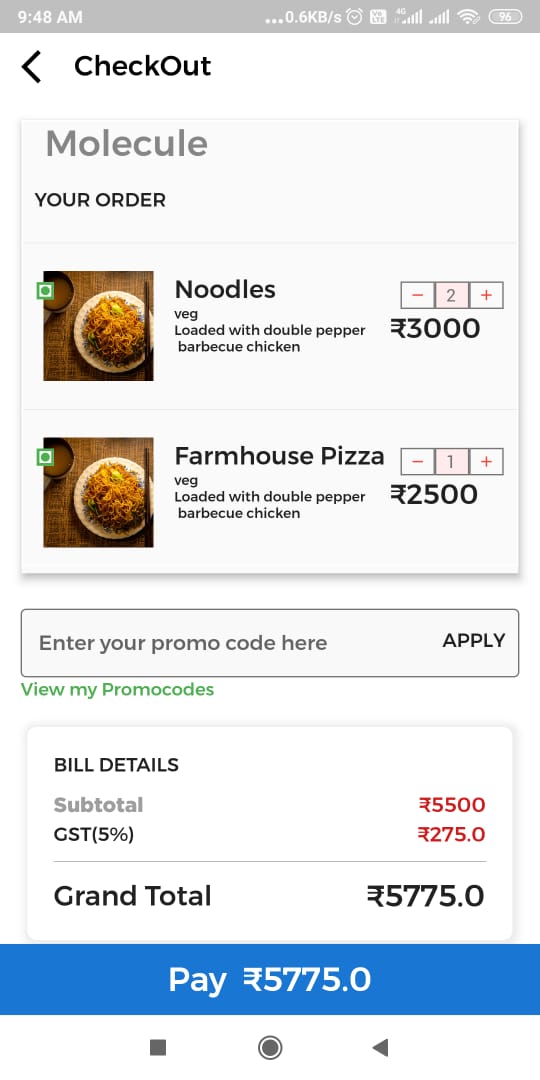 9:48 AM
...0.6KB/s
4G
96
CheckOut
Molecule
YOUR ORDER
Noodles
veg
Loaded with double pepper
barbecue chicken
− 2 +
₹3000
Farmhouse Pizza
veg
Loaded with double pepper
barbecue chicken
− 1 +
₹2500
Enter your promo code here
APPLY
View my Promocodes
BILL DETAILS
Subtotal ₹5500
GST(5%) ₹275.0
Grand Total ₹5775.0
Pay ₹5775.0